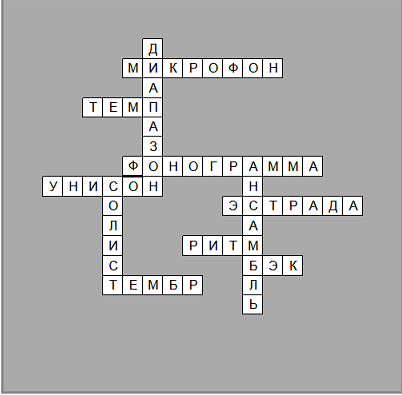 Д
МИКРОФОН
А
ТЕМП
А
З
ФОНОГРАММА
УНИСОН Н
О ЭСТРАДА
Л А
И РИТМ
С БЭК
ТЕМБР Л
Ь